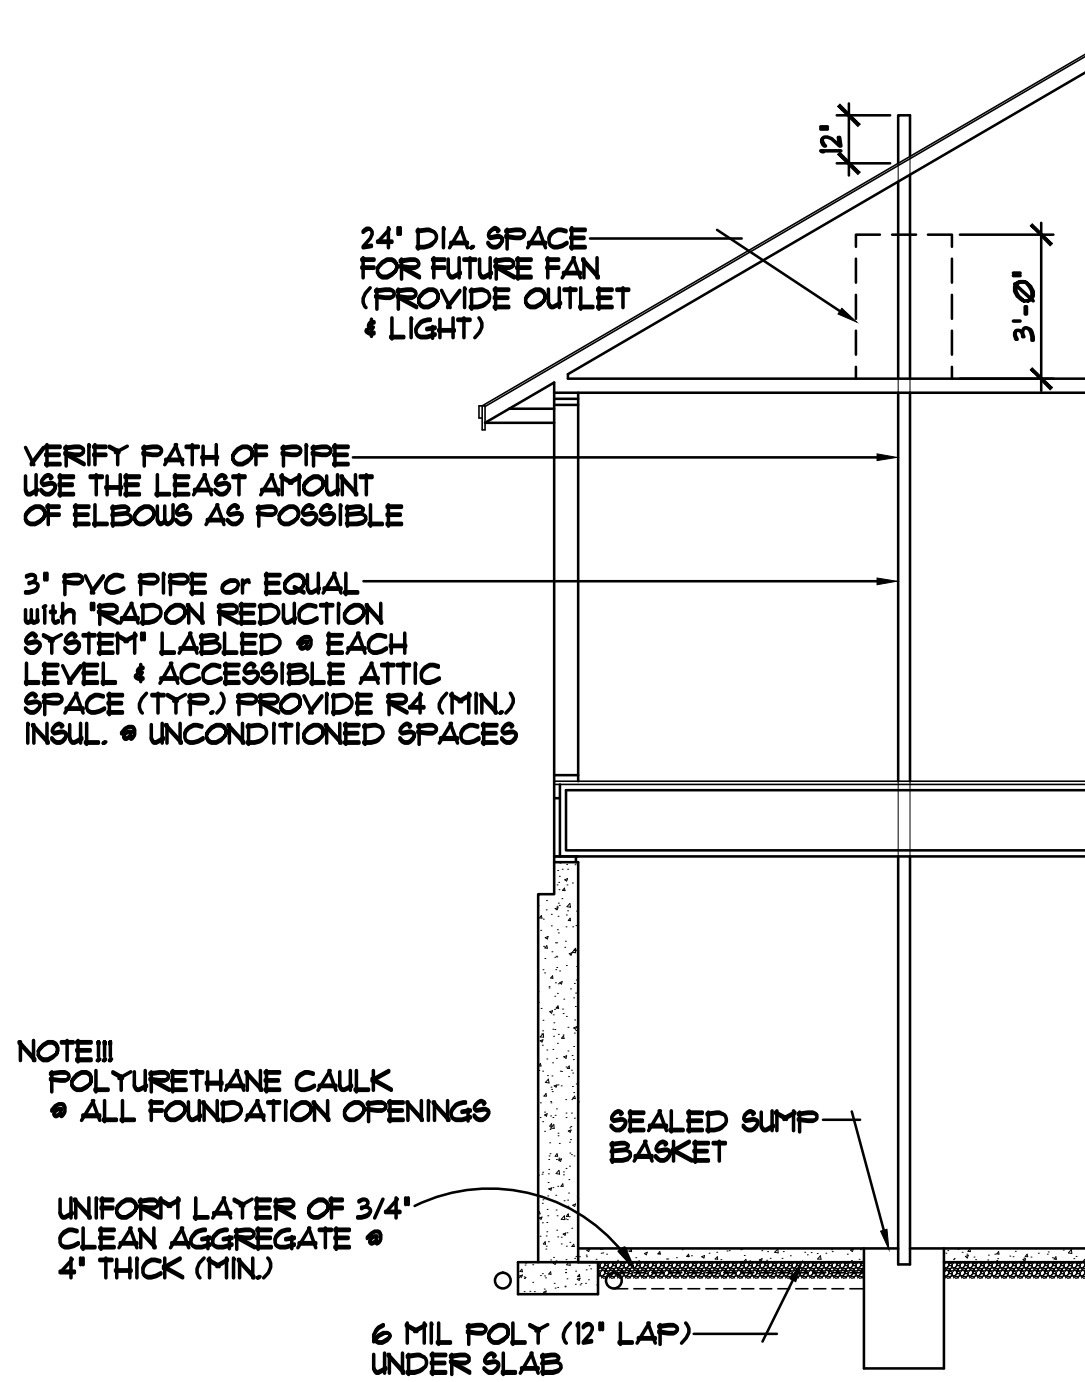 12"
24" DIA. SPACE
FOR FUTURE FAN
(PROVIDE OUTLET
& LIGHT)
3'-0"
VERIFY PATH OF PIPE
USE THE LEAST AMOUNT
OF ELBOWS AS POSSIBLE
3" PVC PIPE or EQUAL
with "RADON REDUCTION
SYSTEM" LABLED @ EACH
LEVEL & ACCESSIBLE ATTIC
SPACE (TYP.) PROVIDE R4 (MIN.)
INSUL. @ UNCONDITIONED SPACES
NOTE!!!
POLYURETHANE CAULK
@ ALL FOUNDATION OPENINGS
SEALED SUMP
BASKET
UNIFORM LAYER OF 3/4"
CLEAN AGGREGATE @
4" THICK (MIN.)
6 MIL POLY (12" LAP)
UNDER SLAB